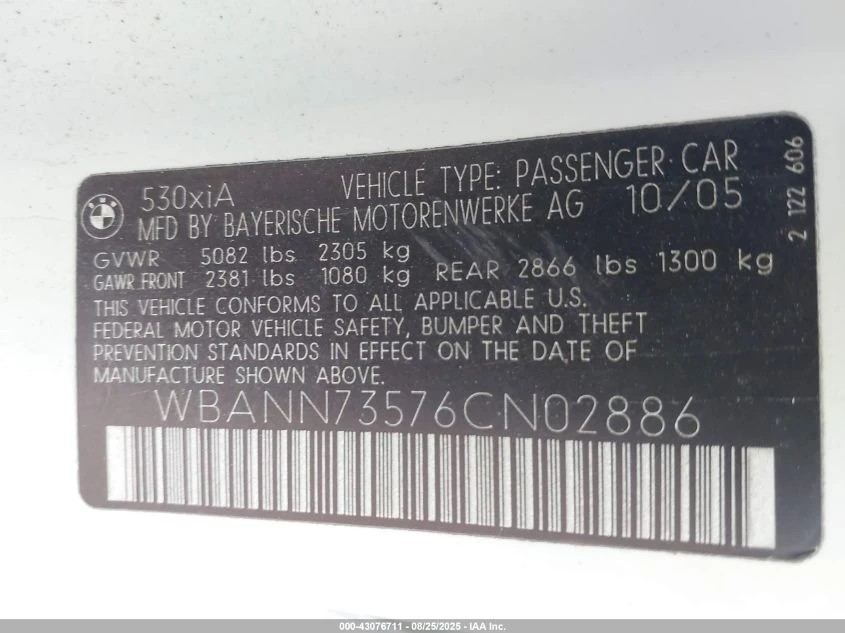 530xiA VEHICLE TYPE: PASSENGER CAR
MFD BY BAYERISCHE MOTORENWERKE AG 10/05
GVWR 5082 lbs 2305 kg
GAWR FRONT 2381 lbs 1080 kg REAR 2866 lbs 1300 kg
THIS VEHICLE CONFORMS TO ALL APPLICABLE U.S.
FEDERAL MOTOR VEHICLE SAFETY, BUMPER AND THEFT
PREVENTION STANDARDS IN EFFECT ON THE DATE OF
MANUFACTURE SHOWN ABOVE.
WBANN73576CN02886
2 122 606
000-43076711 - 08/25/2025 - IAA Inc.